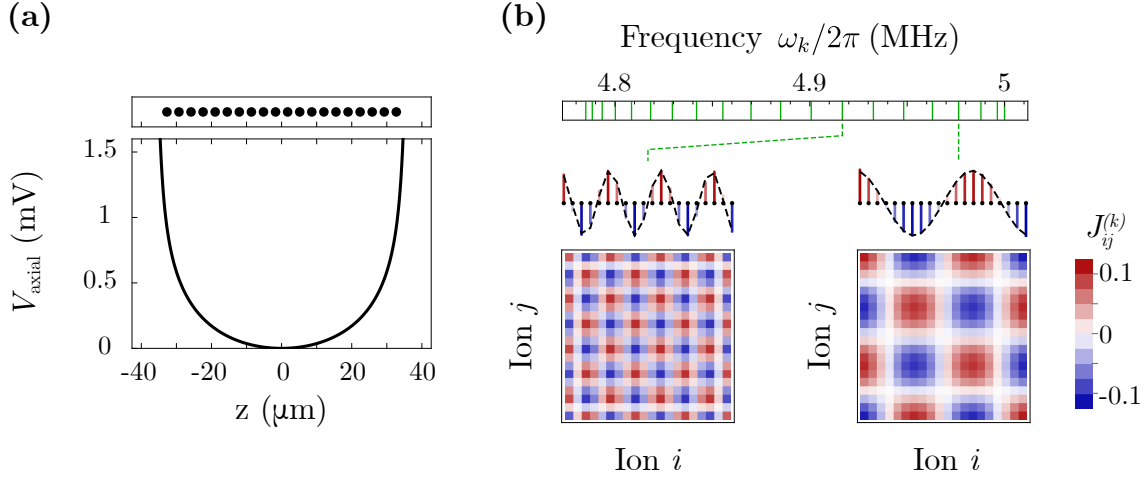 (a)
1.5
1
0.5
0
V_axial (mV)
-40 -20 0 20 40
z (μm)
(b)
Frequency ω_k/2π (MHz)
4.8 4.9 5
Ion j
Ion i
Ion j
Ion i
J_ij^(k)
0.1
0
-0.1